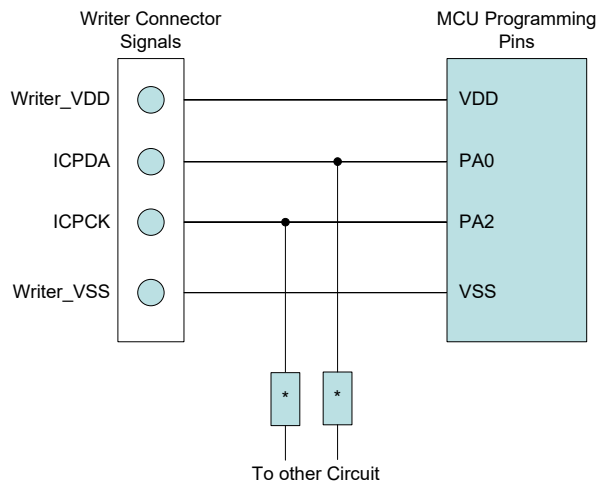 Writer Connector
Signals
MCU Programming
Pins
Writer_VDD
VDD
ICPDA
PA0
ICPCK
PA2
Writer_VSS
VSS
*
*
To other Circuit